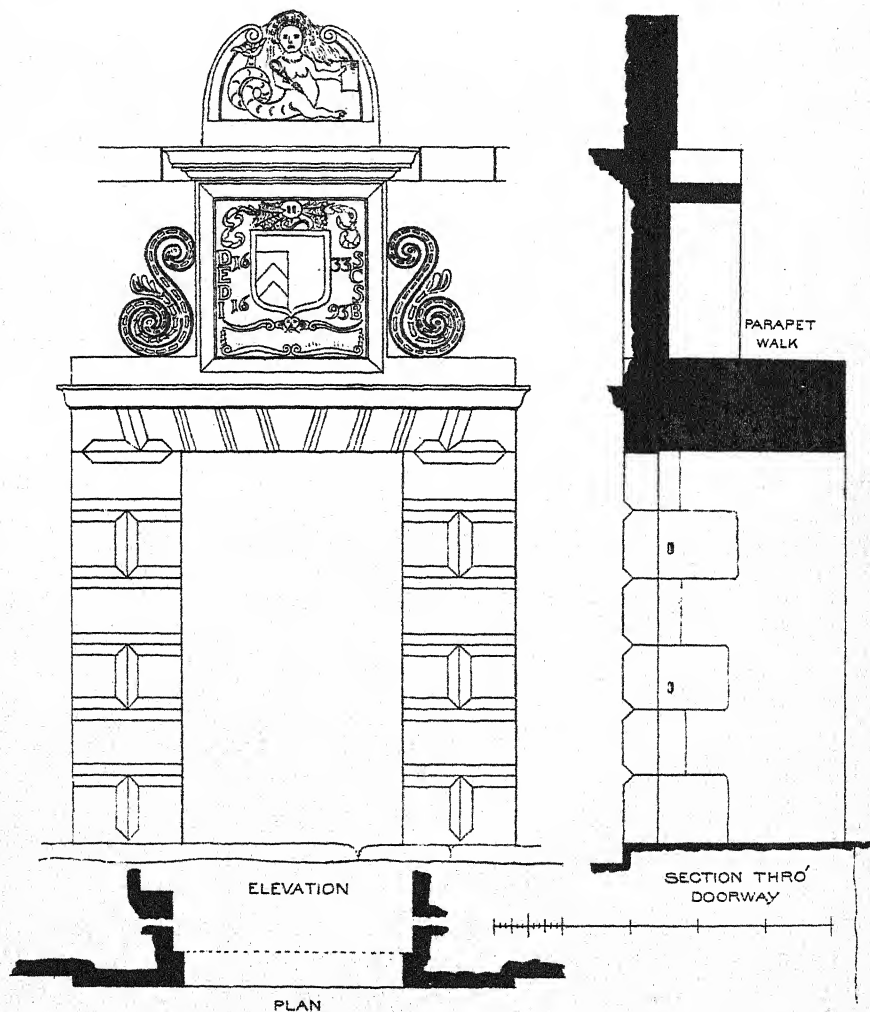 D 16 33 S
E C
D S
I 16 93 B
PARAPET
WALK
ELEVATION
SECTION THRO'
DOORWAY
PLAN